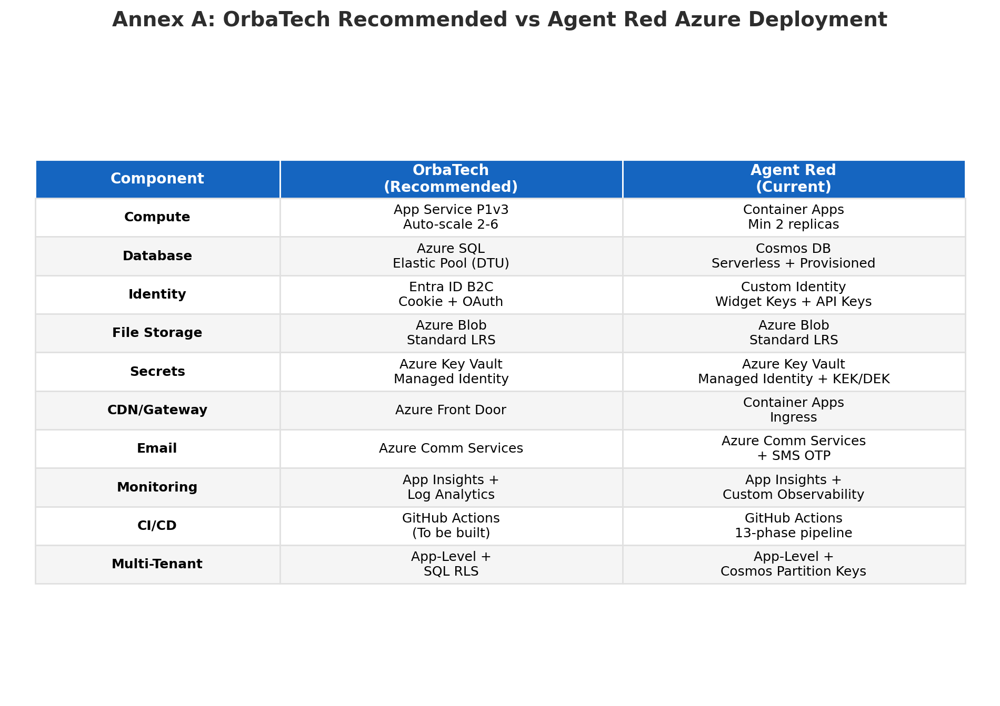 Annex A: OrbaTech Recommended vs Agent Red Azure Deployment
Component
OrbaTech
(Recommended)
Agent Red
(Current)
Compute
App Service P1v3
Auto-scale 2-6
Container Apps
Min 2 replicas
Database
Azure SQL
Elastic Pool (DTU)
Cosmos DB
Serverless + Provisioned
Identity
Entra ID B2C
Cookie + OAuth
Custom Identity
Widget Keys + API Keys
File Storage
Azure Blob
Standard LRS
Azure Blob
Standard LRS
Secrets
Azure Key Vault
Managed Identity
Azure Key Vault
Managed Identity + KEK/DEK
CDN/Gateway
Azure Front Door
Container Apps
Ingress
Email
Azure Comm Services
Azure Comm Services
+ SMS OTP
Monitoring
App Insights +
Log Analytics
App Insights +
Custom Observability
CI/CD
GitHub Actions
(To be built)
GitHub Actions
13-phase pipeline
Multi-Tenant
App-Level +
SQL RLS
App-Level +
Cosmos Partition Keys